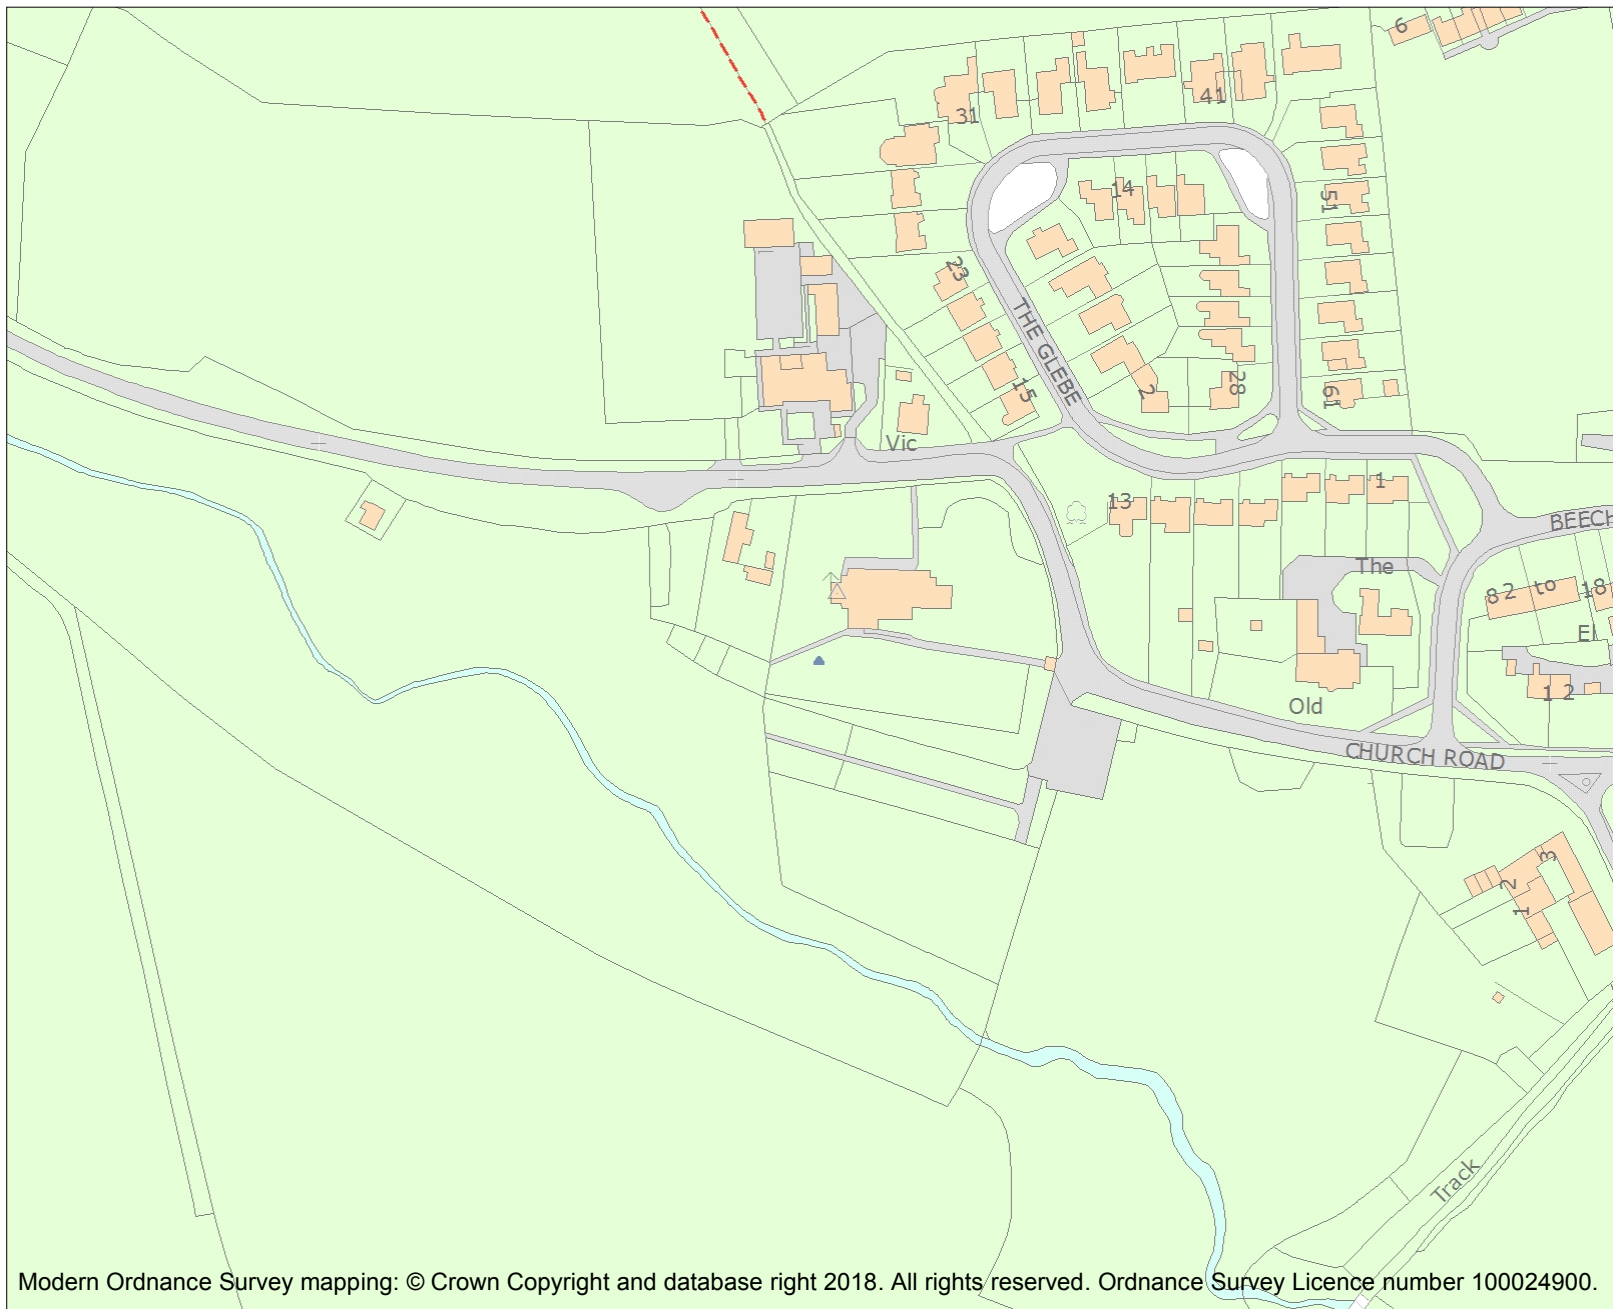 6
31
41
14
51
23
THE GLEBE
15
2
28
61
Vic
13
1
BEECH
The
82 to
18
El
12
Old
CHURCH ROAD
3
2
1
Track
Modern Ordnance Survey mapping: © Crown Copyright and database right 2018. All rights reserved. Ordnance Survey Licence number 100024900.